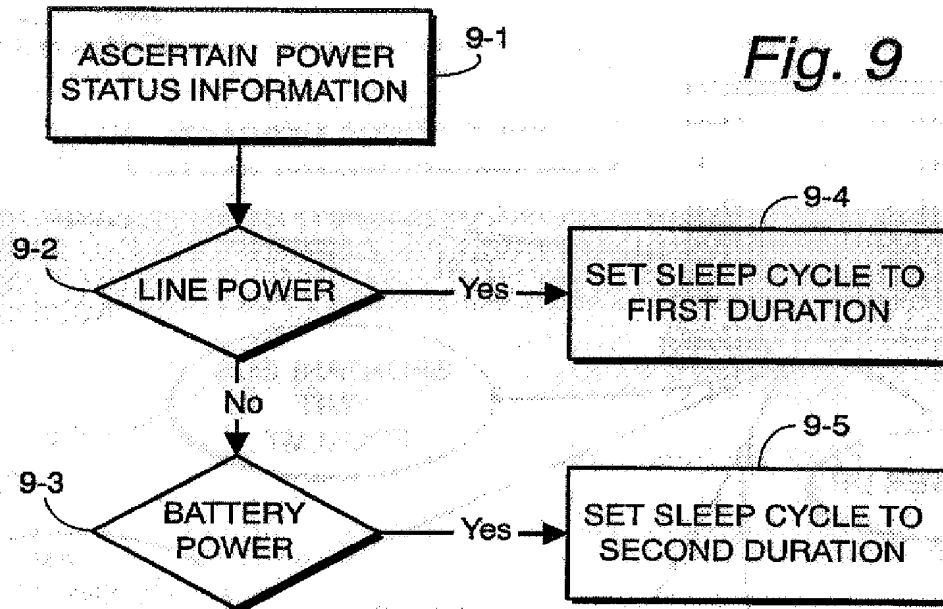 Fig. 9
9-1
ASCERTAIN POWER
STATUS INFORMATION
9-2
LINE POWER
Yes
9-4
SET SLEEP CYCLE TO
FIRST DURATION
No
9-3
BATTERY
POWER
Yes
9-5
SET SLEEP CYCLE TO
SECOND DURATION